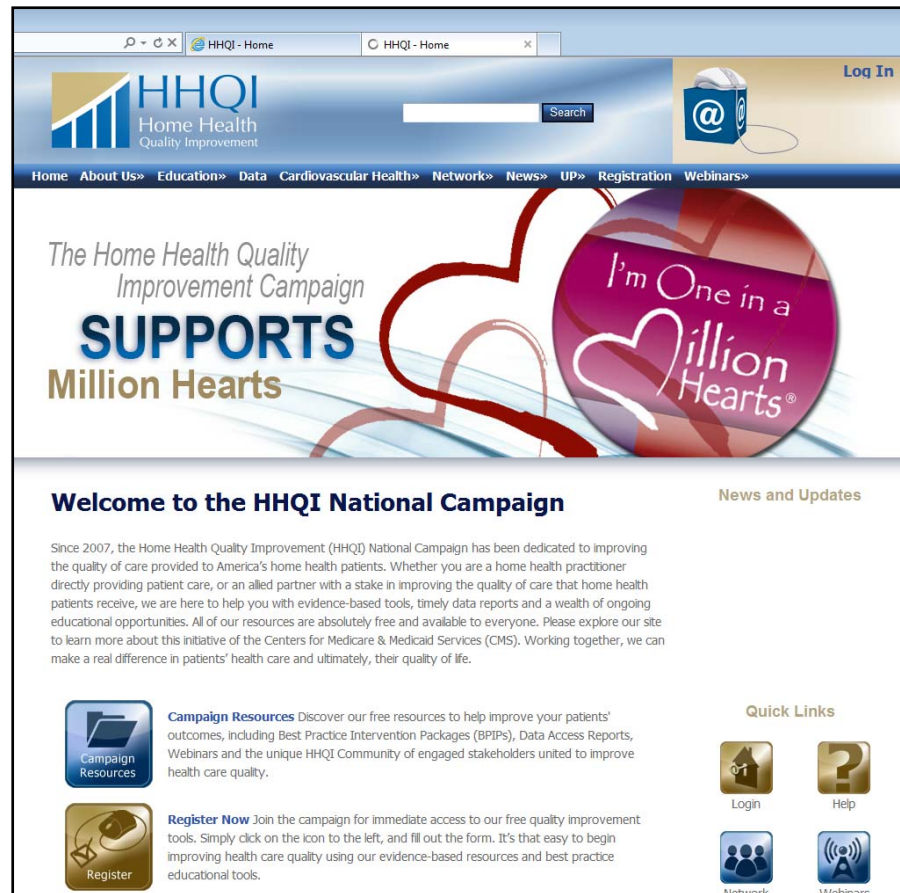 HHQI - Home
HHQI - Home
Log In
HHQI
Home Health
Quality Improvement
Search
@
@
Home About Us» Education» Data Cardiovascular Health» Network» News» UP» Registration Webinars»
The Home Health Quality
Improvement Campaign
SUPPORTS
Million Hearts
I'm One in a
Million
Hearts®
Welcome to the HHQI National Campaign
Since 2007, the Home Health Quality Improvement (HHQI) National Campaign has been dedicated to improving
the quality of care provided to America's home health patients. Whether you are a home health practitioner
directly providing patient care, or an allied partner with a stake in improving the quality of care that home health
patients receive, we are here to help you with evidence-based tools, timely data reports and a wealth of ongoing
educational opportunities. All of our resources are absolutely free and available to everyone. Please explore our site
to learn more about this initiative of the Centers for Medicare & Medicaid Services (CMS). Working together, we can
make a real difference in patients' health care and ultimately, their quality of life.
News and Updates
Campaign
Resources
Campaign Resources Discover our free resources to help improve your patients'
outcomes, including Best Practice Intervention Packages (BPIPs), Data Access Reports,
Webinars and the unique HHQI Community of engaged stakeholders united to improve
health care quality.
Register
Register Now Join the campaign for immediate access to our free quality improvement
tools. Simply click on the icon to the left, and fill out the form. It's that easy to begin
improving health care quality using our evidence-based resources and best practice
educational tools.
Quick Links
Login Help
Network Webinars